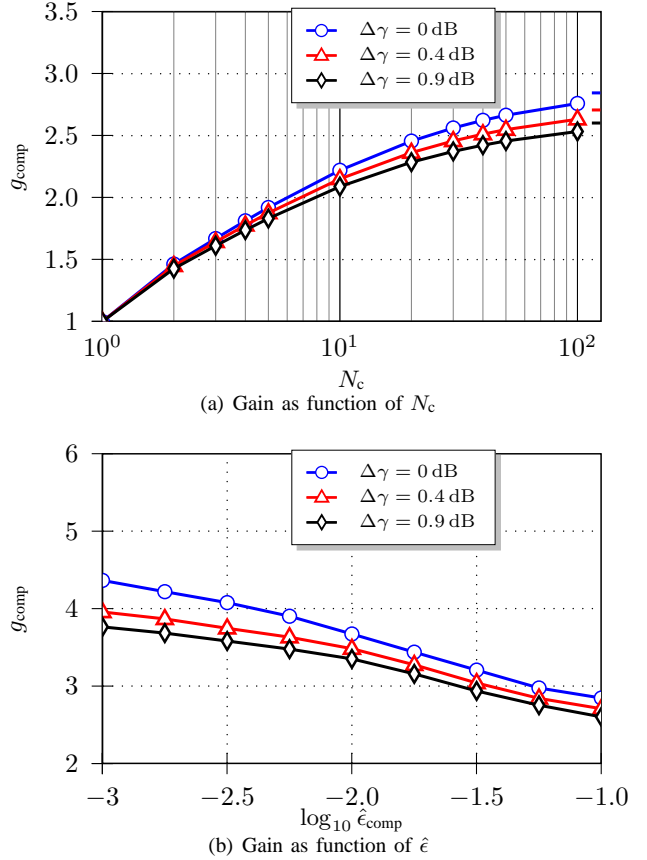 3.5
3.0
2.5
2.0
1.5
1
g_comp
Δγ = 0 dB
Δγ = 0.4 dB
Δγ = 0.9 dB
10^0 10^1 10^2
N_c
(a) Gain as function of N_c
6
5
4
3
2
g_comp
Δγ = 0 dB
Δγ = 0.4 dB
Δγ = 0.9 dB
−3 −2.5 −2.0 −1.5 −1.0
log_10 ϵ̂_comp
(b) Gain as function of ϵ̂